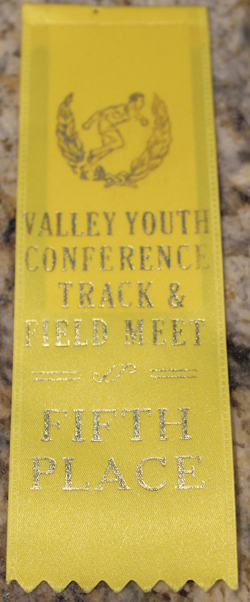 VALLEY YOUTH
CONFERENCE
TRACK &
FIELD MEET
FIFTH
PLACE